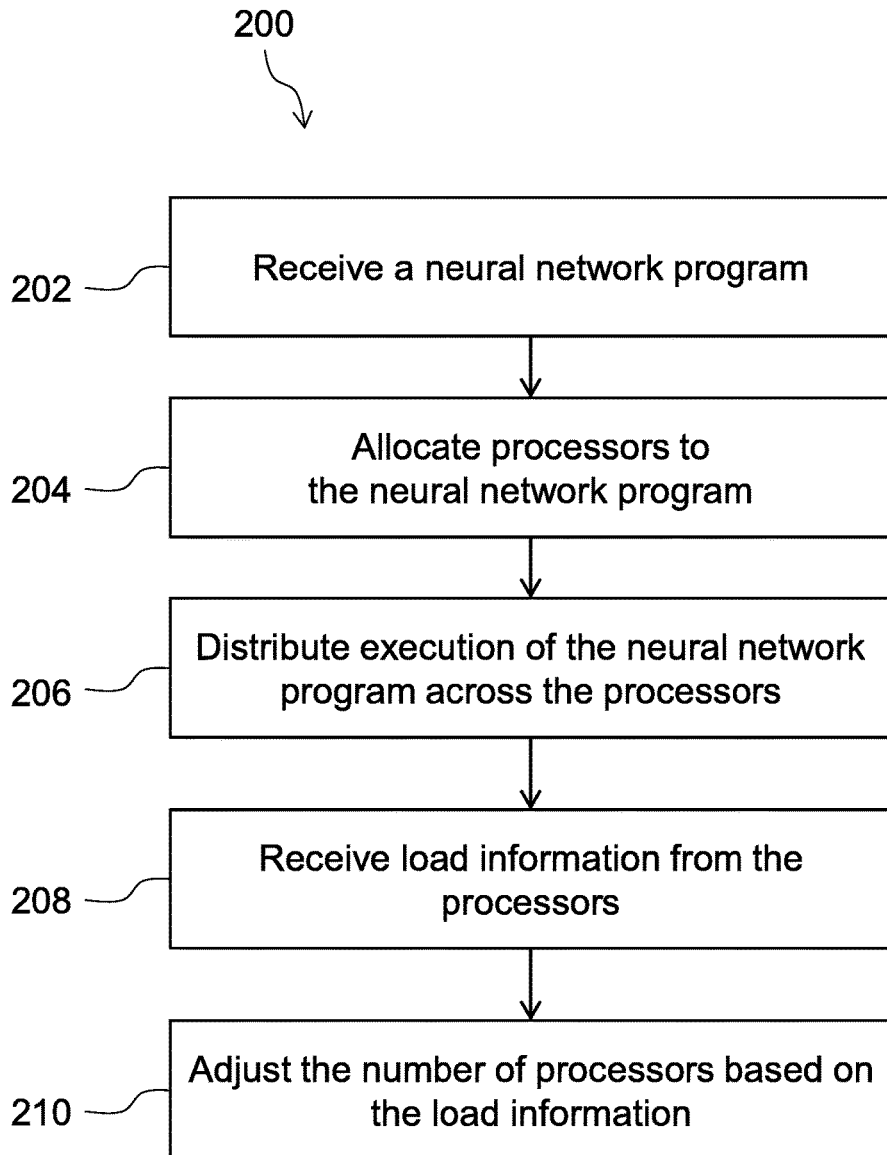 200
202
Receive a neural network program
204
Allocate processors to
the neural network program
206
Distribute execution of the neural network
program across the processors
208
Receive load information from the
processors
210
Adjust the number of processors based on
the load information